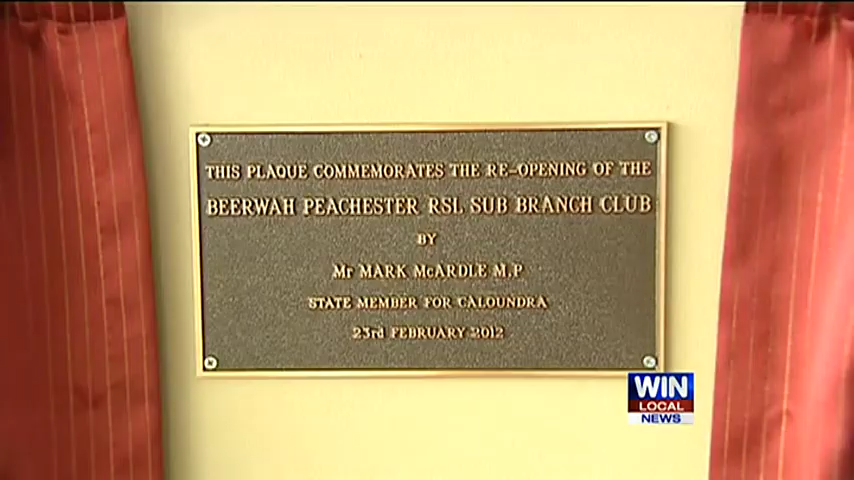 THIS PLAQUE COMMEMORATES THE RE-OPENING OF THE
BEERWAH PEACHESTER RSL SUB BRANCH CLUB
BY
Mr MARK McARDLE M.P
STATE MEMBER FOR CALOUNDRA
23rd FEBRUARY 2012
WIN
LOCAL
NEWS